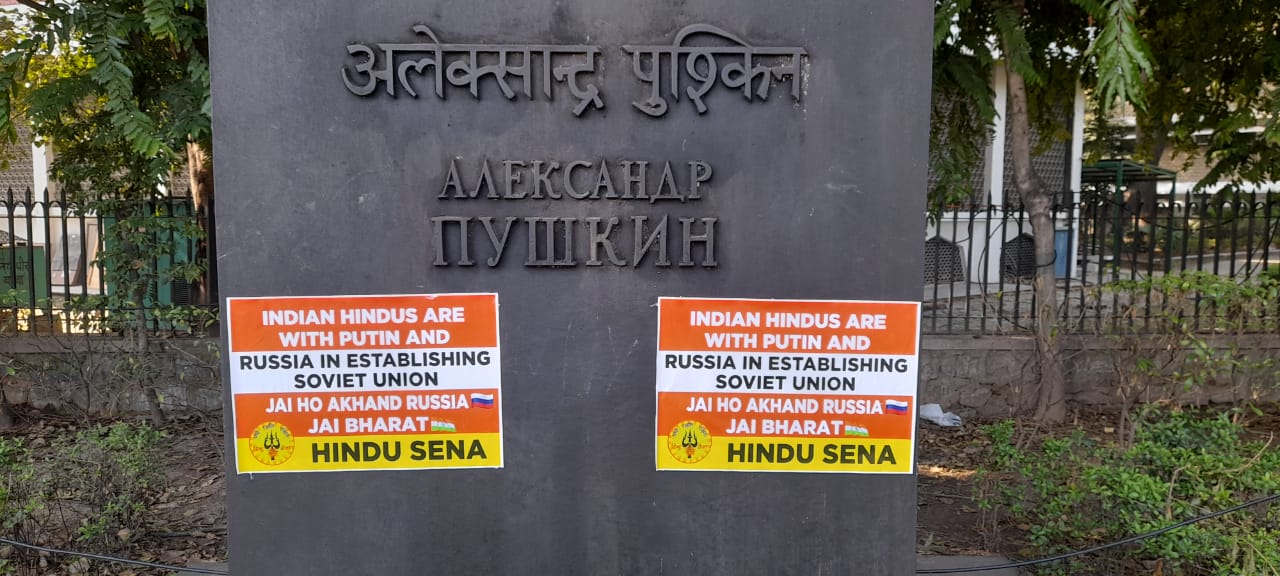 अलेक्सान्द्र पुश्किन
АЛЕКСАНДР
ПУШКИН
INDIAN HINDUS ARE
WITH PUTIN AND
RUSSIA IN ESTABLISHING
SOVIET UNION
JAI HO AKHAND RUSSIA
JAI BHARAT
HINDU SENA
INDIAN HINDUS ARE
WITH PUTIN AND
RUSSIA IN ESTABLISHING
SOVIET UNION
JAI HO AKHAND RUSSIA
JAI BHARAT
HINDU SENA